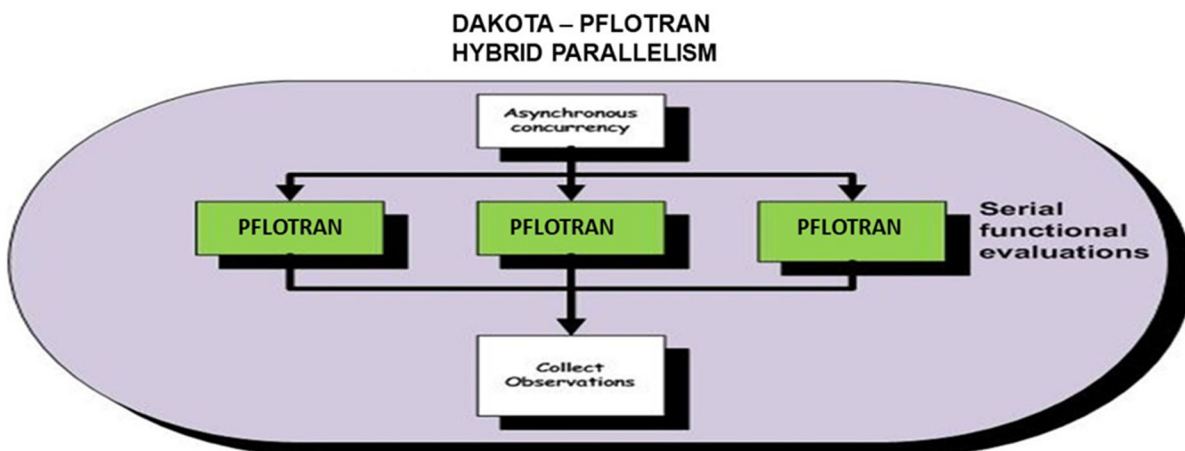 DAKOTA – PFLOTRAN
HYBRID PARALLELISM
Asynchronous
concurrency
PFLOTRAN
PFLOTRAN
PFLOTRAN
Serial
functional
evaluations
Collect
Observations